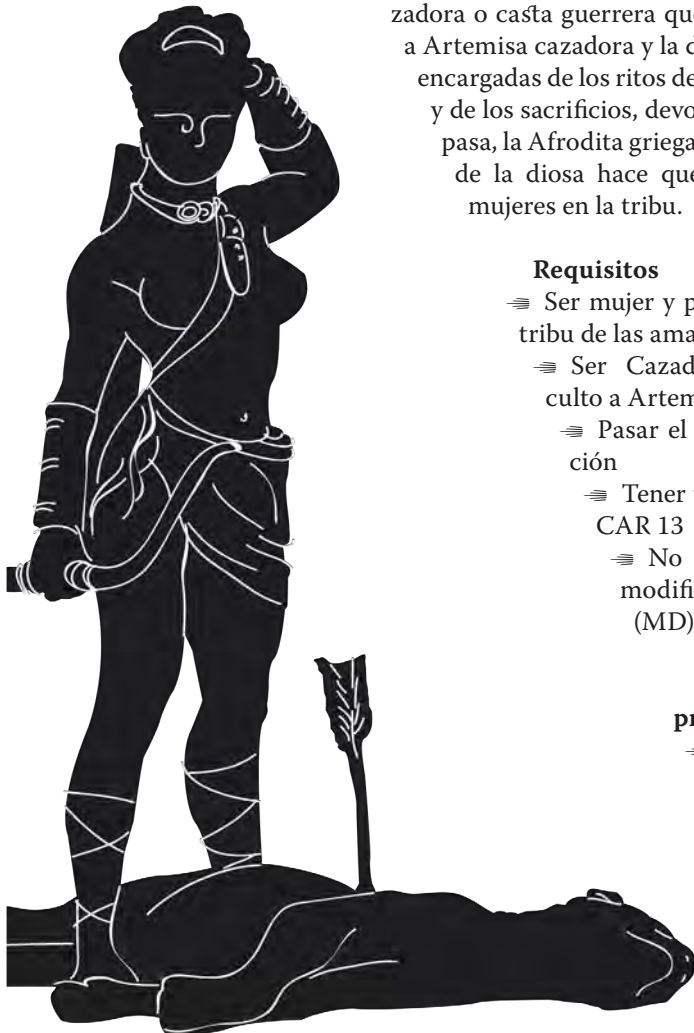 zadora o casta guerrera que
a Artemisa cazadora y la d
encargadas de los ritos de
y de los sacrificios, devo
pasa, la Afrodita griega
de la diosa hace que
mujeres en la tribu.
Requisitos
Ser mujer y p
tribu de las ama
Ser Cazad
culto a Artem
Pasar el
ción
Tener
CAR 13
No
modifi
(MD)
pr